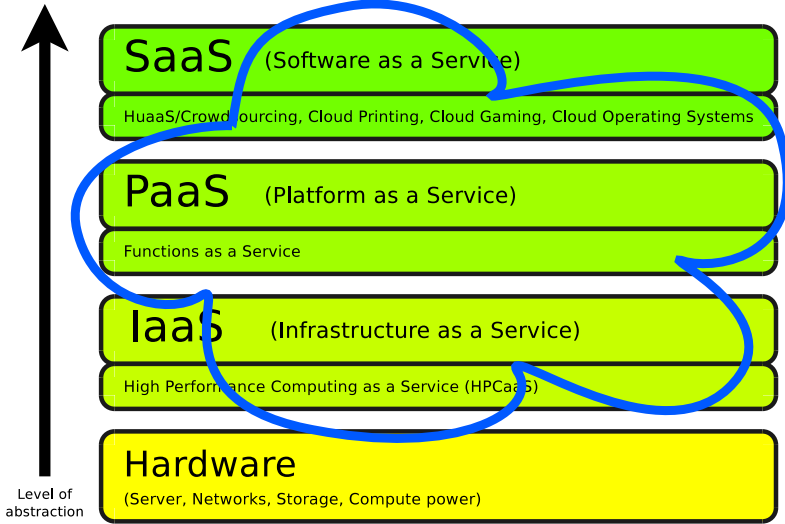 SaaS (Software as a Service)
HuaaS/Crowdsourcing, Cloud Printing, Cloud Gaming, Cloud Operating Systems
PaaS (Platform as a Service)
Functions as a Service
IaaS (Infrastructure as a Service)
High Performance Computing as a Service (HPCaaS)
Hardware
(Server, Networks, Storage, Compute power)
Level of
abstraction